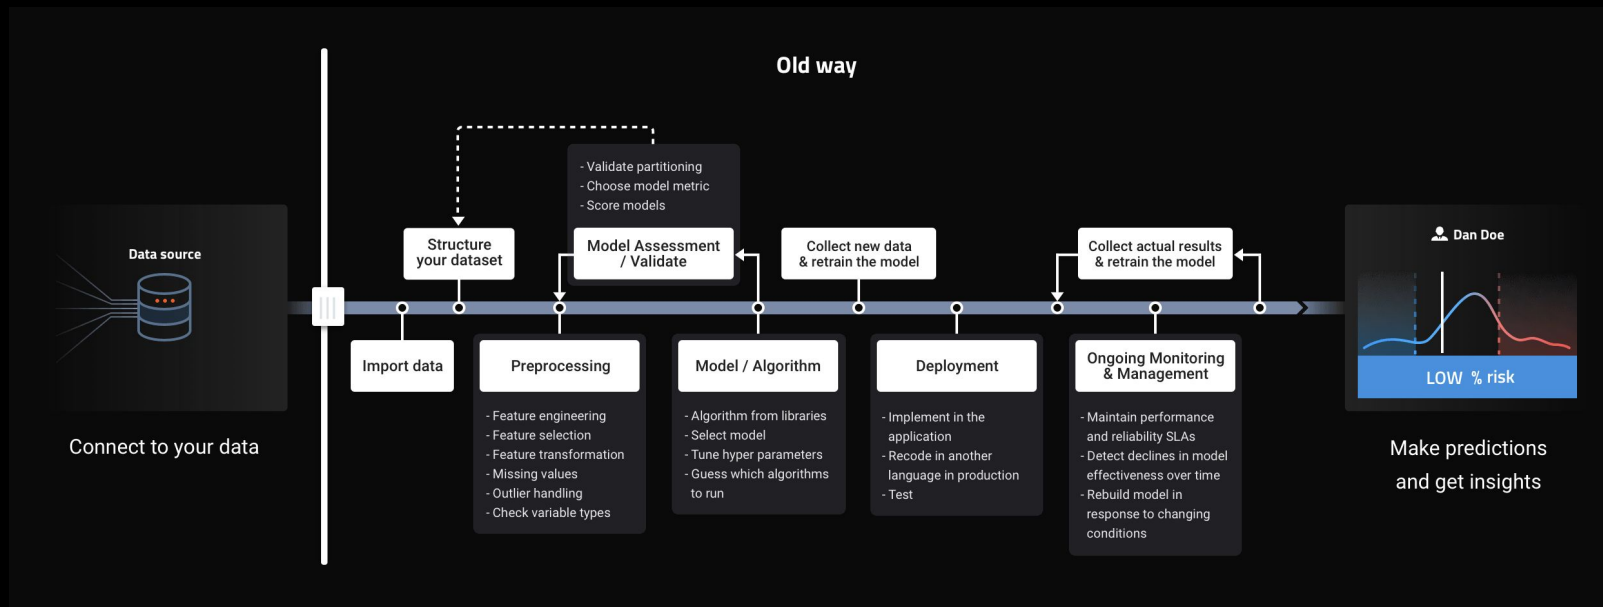 Old way
Data source
Connect to your data
- Validate partitioning
- Choose model metric
- Score models
Structure
your dataset
Model Assessment
/ Validate
Collect new data
& retrain the model
Collect actual results
& retrain the model
Import data
Preprocessing
- Feature engineering
- Feature selection
- Feature transformation
- Missing values
- Outlier handling
- Check variable types
Model / Algorithm
- Algorithm from libraries
- Select model
- Tune hyper parameters
- Guess which algorithms
to run
Deployment
- Implement in the
application
- Recode in another
language in production
- Test
Ongoing Monitoring
& Management
- Maintain performance
and reliability SLAs
- Detect declines in model
effectiveness over time
- Rebuild model in
response to changing
conditions
Dan Doe
LOW % risk
Make predictions
and get insights